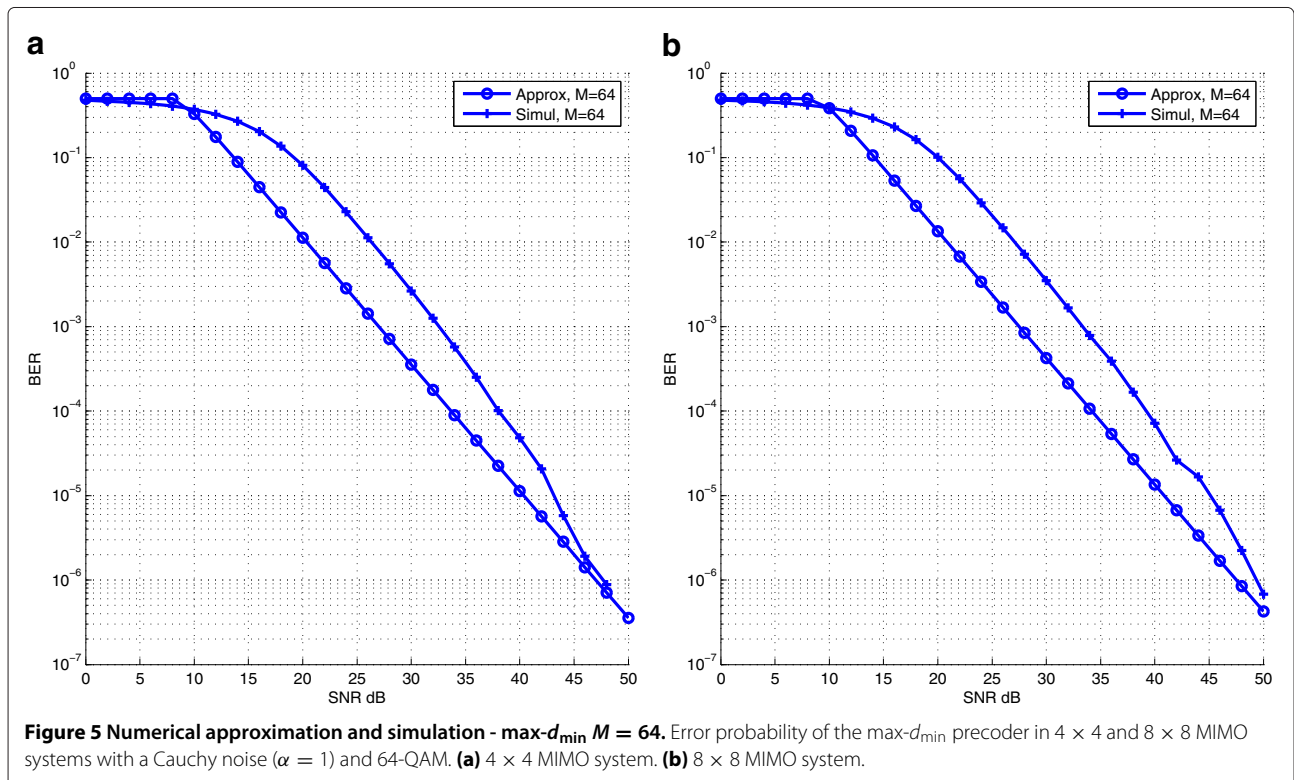 a
10^0
10^-1
10^-2
10^-3
10^-4
10^-5
10^-6
10^-7
BER
0 5 10 15 20 25 30 35 40 45 50
SNR dB
Approx, M=64
Simul, M=64
b
10^0
10^-1
10^-2
10^-3
10^-4
10^-5
10^-6
10^-7
BER
0 5 10 15 20 25 30 35 40 45 50
SNR dB
Approx, M=64
Simul, M=64
Figure 5 Numerical approximation and simulation - max-d_min M = 64. Error probability of the max-d_min precoder in 4 × 4 and 8 × 8 MIMO
systems with a Cauchy noise (α = 1) and 64-QAM. (a) 4 × 4 MIMO system. (b) 8 × 8 MIMO system.